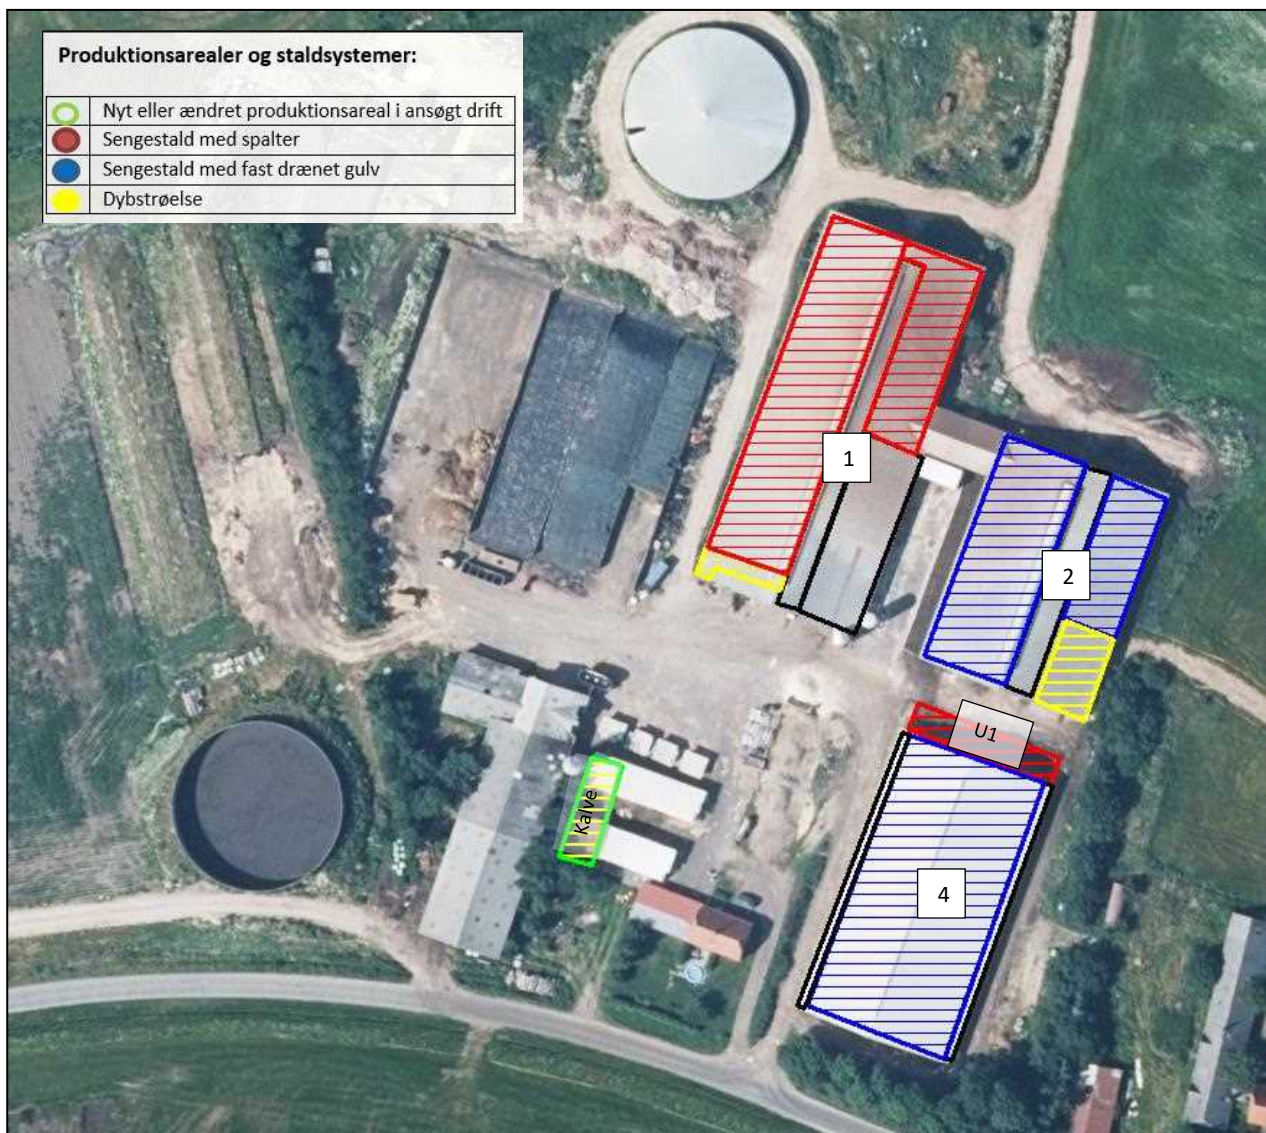 Produktionsarealer og staldsystemer:
Nyt eller ændret produktionsareal i ansøgt drift
Sengestald med spalter
Sengestald med fast drænet gulv
Dybstrøelse
1
2
U1
Kalve
4